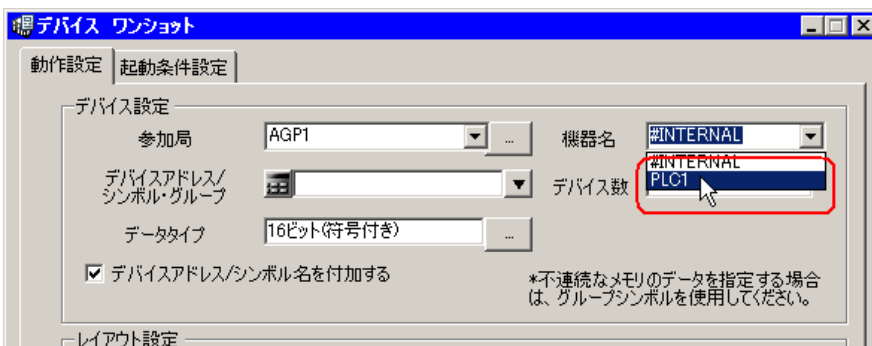 デバイス ワンショット
動作設定 起動条件設定
デバイス設定
参加局 AGP1 ... 機器名 #INTERNAL
#INTERNAL
デバイスアドレス/
シンボル・グループ デバイス数 PLC1
データタイプ 16ビット(符号付き) ...
デバイスアドレス/シンボル名を付加する
*不連続なメモリのデータを指定する場合
は、グループシンボルを使用してください。
レイアウト設定